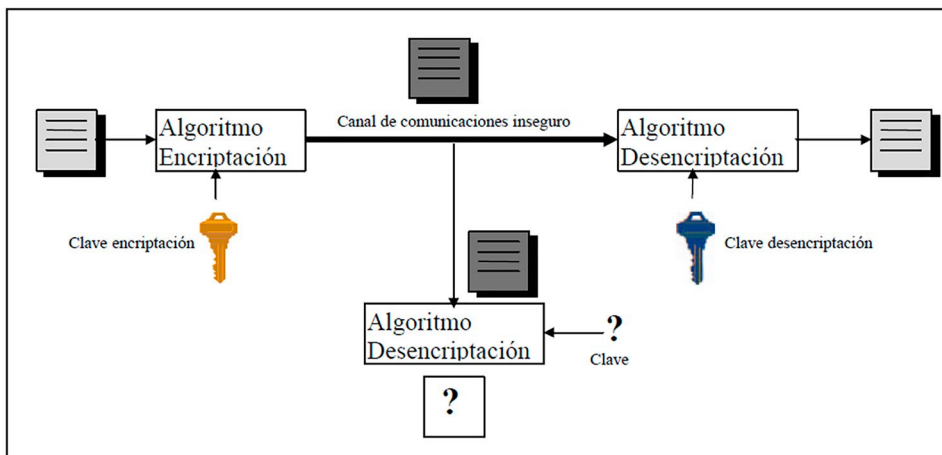 Canal de comunicaciones inseguro
Algoritmo
Encriptación
Algoritmo
Desencriptación
Clave encriptación
Clave desencriptación
Algoritmo
Desencriptación
?
Clave
?